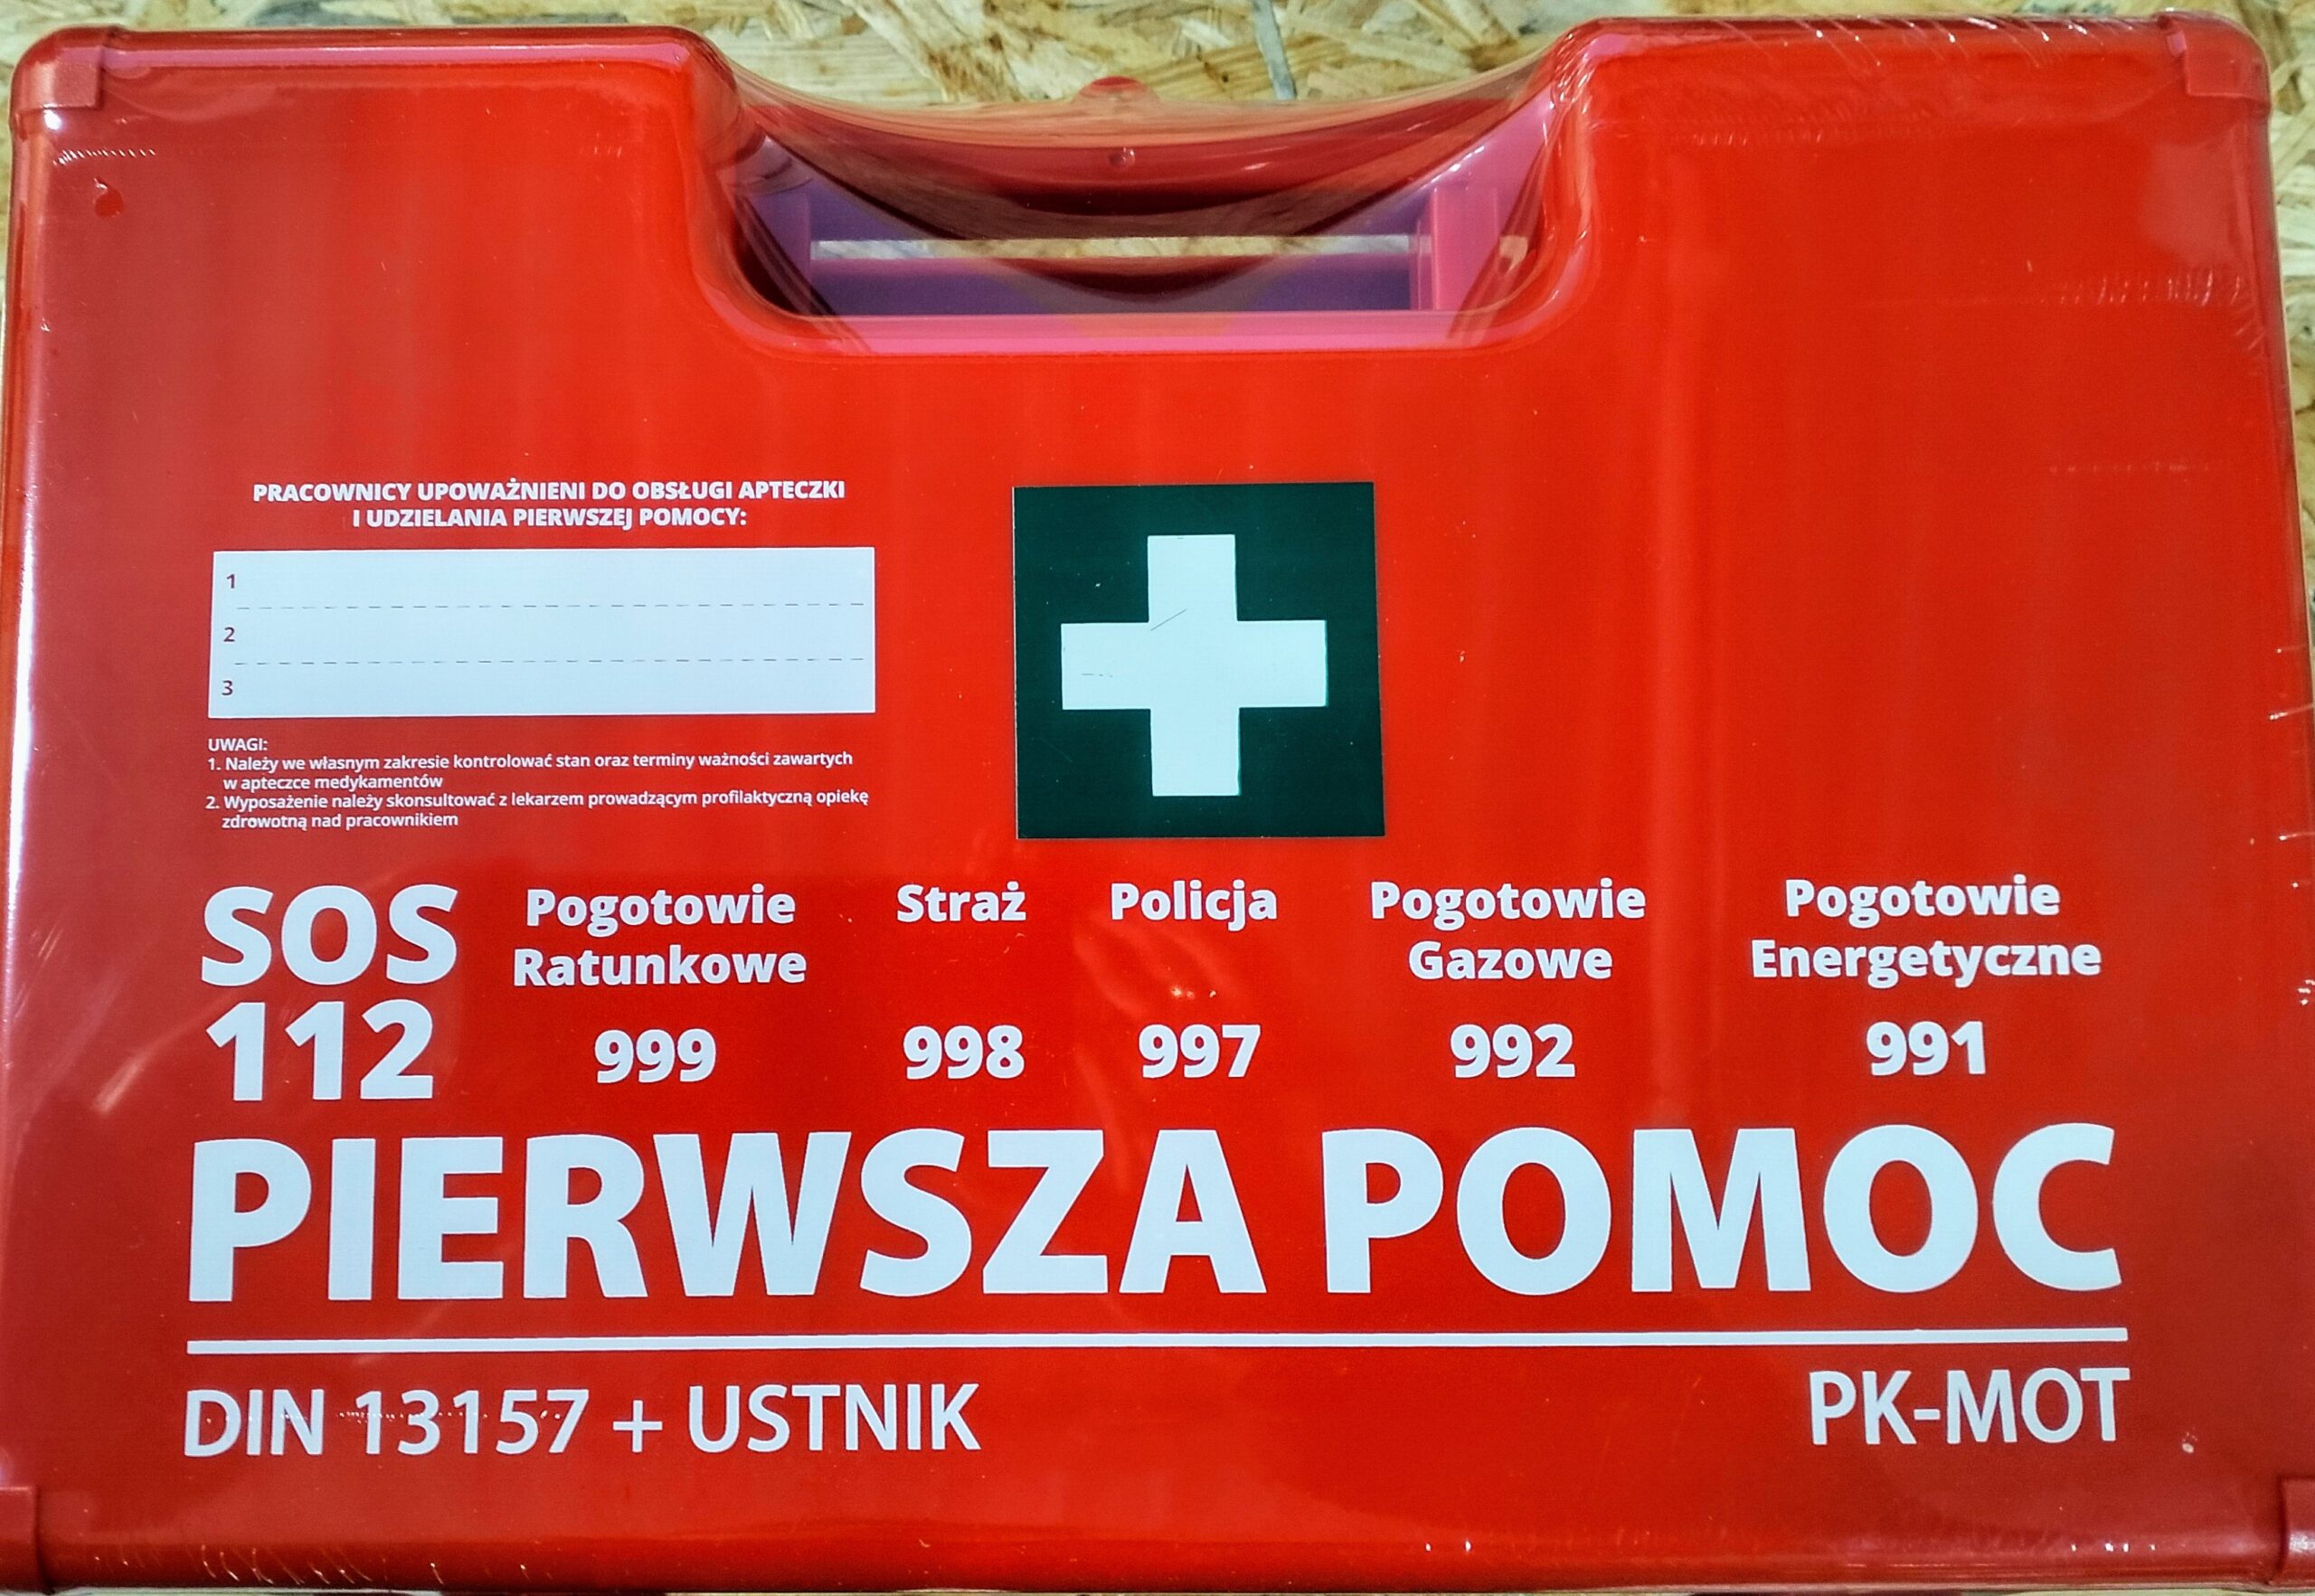 PRACOWNICY UPOWAŻNIENI DO OBSŁUGI APTECZKI
I UDZIELANIA PIERWSZEJ POMOCY:
1
2
3
UWAGI:
1. Należy we własnym zakresie kontrolować stan oraz terminy ważności zawartych
w apteczce medykamentów
2. Wyposażenie należy skonsultować z lekarzem prowadzącym profilaktyczną opiekę
zdrowotną nad pracownikiem
SOS
112
Pogotowie
Ratunkowe
999
Straż
998
Policja
997
Pogotowie
Gazowe
992
Pogotowie
Energetyczne
991
PIERWSZA POMOC
DIN 13157 + USTNIK
PK-MOT